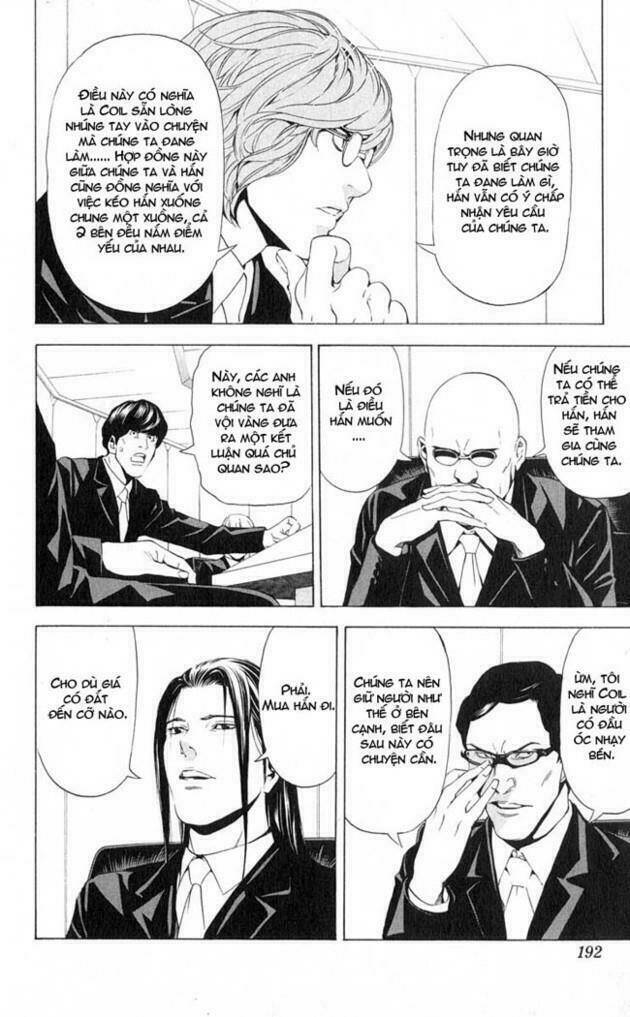 NHƯNG QUAN
TRỌNG LÀ BÂY GIỜ
TUY ĐÃ BIẾT CHÚNG
TA ĐANG LÀM GÌ,
HẮN VẪN CÓ Ý CHẤP
NHẬN YÊU CẦU
CỦA CHÚNG TA.
ĐIỀU NÀY CÓ NGHĨA
LÀ COIL SẴN LÒNG
NHÚNG TAY VÀO CHUYỆN
MÀ CHÚNG TA ĐANG
LÀM...... HỢP ĐỒNG NÀY
GIỮA CHÚNG TA VÀ HẮN
CŨNG ĐỒNG NGHĨA VỚI
VIỆC KÉO HẮN XUỐNG
CHUNG MỘT XUỒNG, CẢ
2 BÊN ĐỀU NẮM ĐIỂM
YẾU CỦA NHAU.
NẾU CHÚNG
TA CÓ THỂ
TRẢ TIỀN CHO
HẮN, HẮN
SẼ THAM
GIA CÙNG
CHÚNG TA.
NẾU ĐÓ
LÀ ĐIỀU
HẮN MUỐN
....
NÀY, CÁC ANH
KHÔNG NGHĨ LÀ
CHÚNG TA ĐÃ
VỘI VÀNG ĐƯA
RA MỘT KẾT
LUẬN QUÁ CHỦ
QUAN SAO?
ỪM, TÔI
NGHĨ COIL
LÀ NGƯỜI
CÓ ĐẦU
ÓC NHẠY
BÉN.
CHÚNG TA NÊN
GIỮ NGƯỜI NHƯ
THẾ Ở BÊN
CẠNH, BIẾT ĐÂU
SAU NÀY CÓ
CHUYỆN CẦN.
PHẢI.
MUA HẮN ĐI.
CHO DÙ GIÁ
CÓ ĐẮT
ĐẾN CỠ NÀO.
192